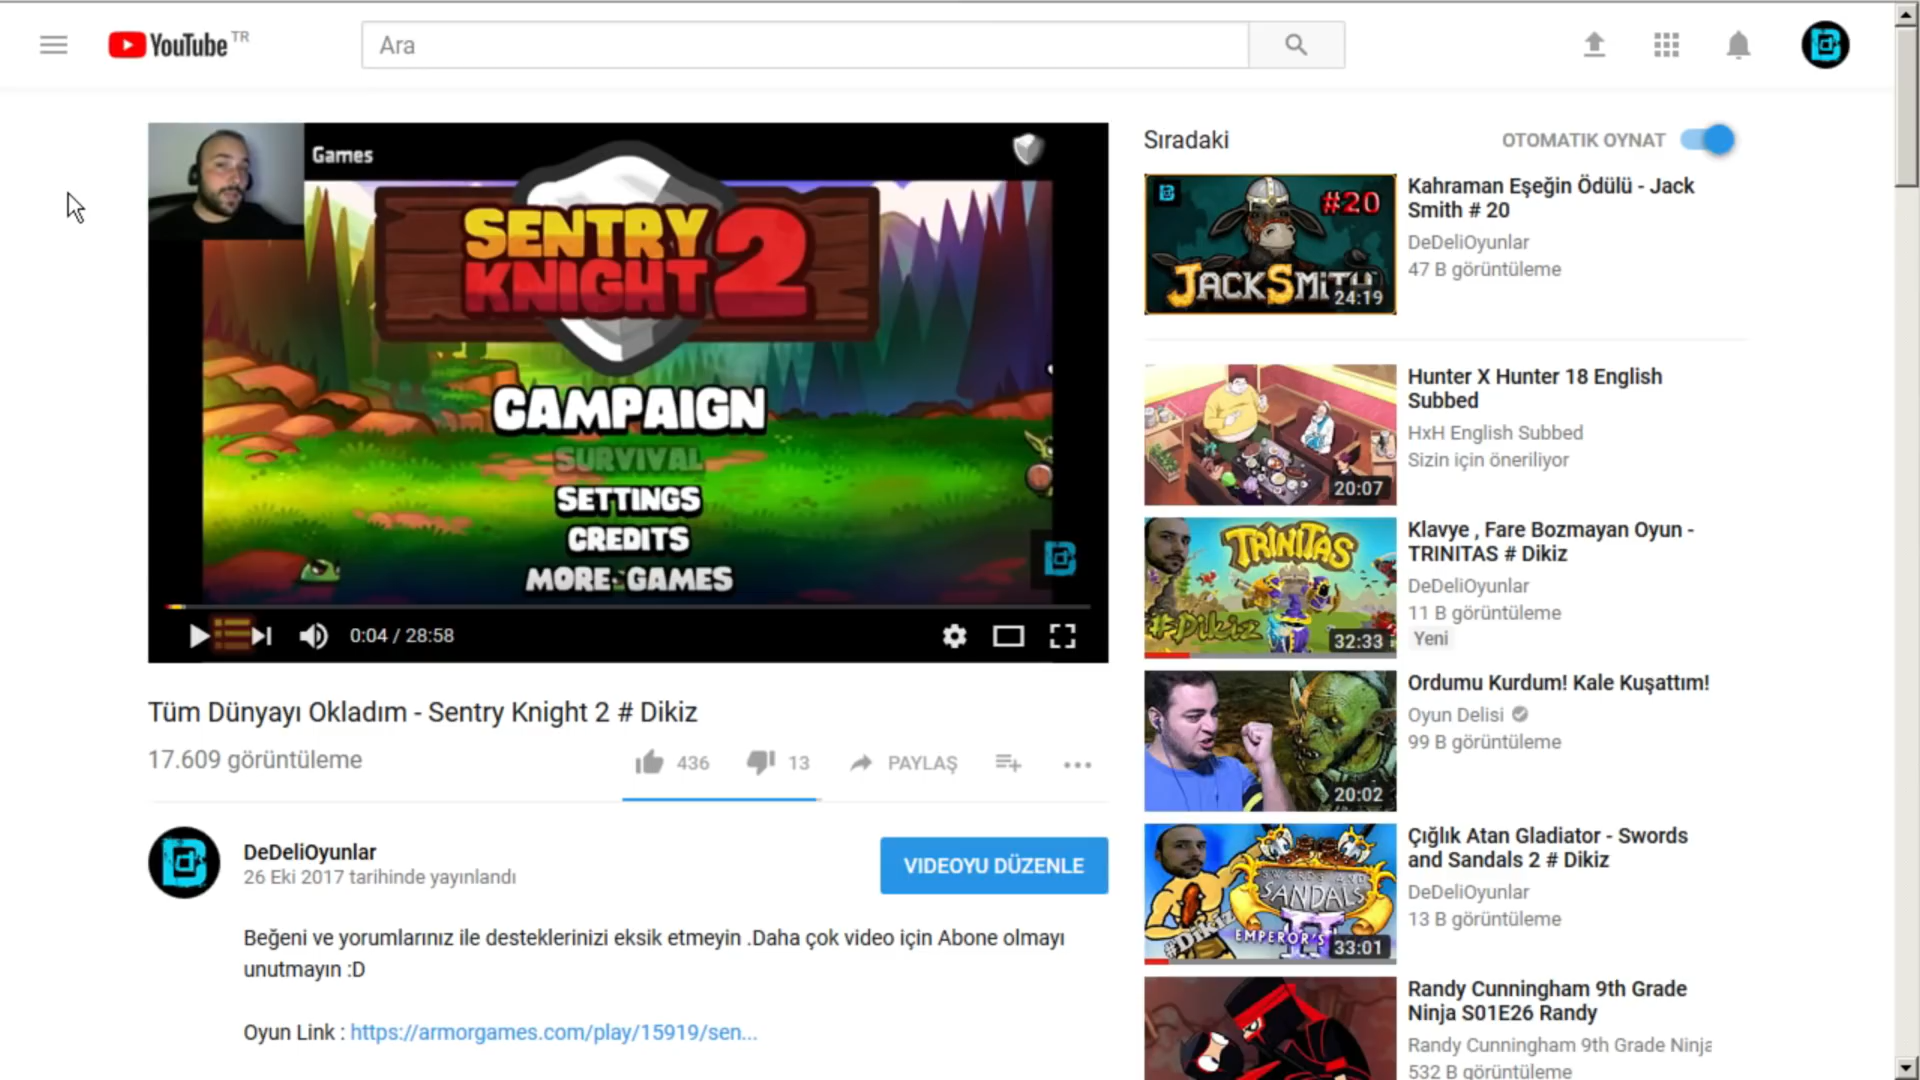 YouTube TR
Ara
Games
SENTRY
KNIGHT 2
CAMPAIGN
SURVIVAL
SETTINGS
CREDITS
MORE GAMES
0:04 / 28:58
Tüm Dünyayı Okladım - Sentry Knight 2 # Dikiz
17.609 görüntüleme
436
13
PAYLAŞ
DeDeliOyunlar
26 Eki 2017 tarihinde yayınlandı
VIDEOYU DÜZENLE
Beğeni ve yorumlarınız ile desteklerinizi eksik etmeyin .Daha çok video için Abone olmayı
unutmayın :D
Oyun Link : https://armorgames.com/play/15919/sen...
Sıradaki
OTOMATIK OYNAT
#20
JACKSMITH
24:19
Kahraman Eşeğin Ödülü - Jack
Smith # 20
DeDeliOyunlar
47 B görüntüleme
20:07
Hunter X Hunter 18 English
Subbed
HxH English Subbed
Sizin için öneriliyor
TRINITAS
#Dikiz
32:33
Klavye , Fare Bozmayan Oyun -
TRINITAS # Dikiz
DeDeliOyunlar
11 B görüntüleme
Yeni
20:02
Ordumu Kurdum! Kale Kuşattım!
Oyun Delisi
99 B görüntüleme
SWORDS AND
SANDALS
II
EMPEROR'S
#Dikiz
33:01
Çığlık Atan Gladiator - Swords
and Sandals 2 # Dikiz
DeDeliOyunlar
13 B görüntüleme
Randy Cunningham 9th Grade
Ninja S01E26 Randy
Randy Cunningham 9th Grade Ninja
532 B görüntüleme